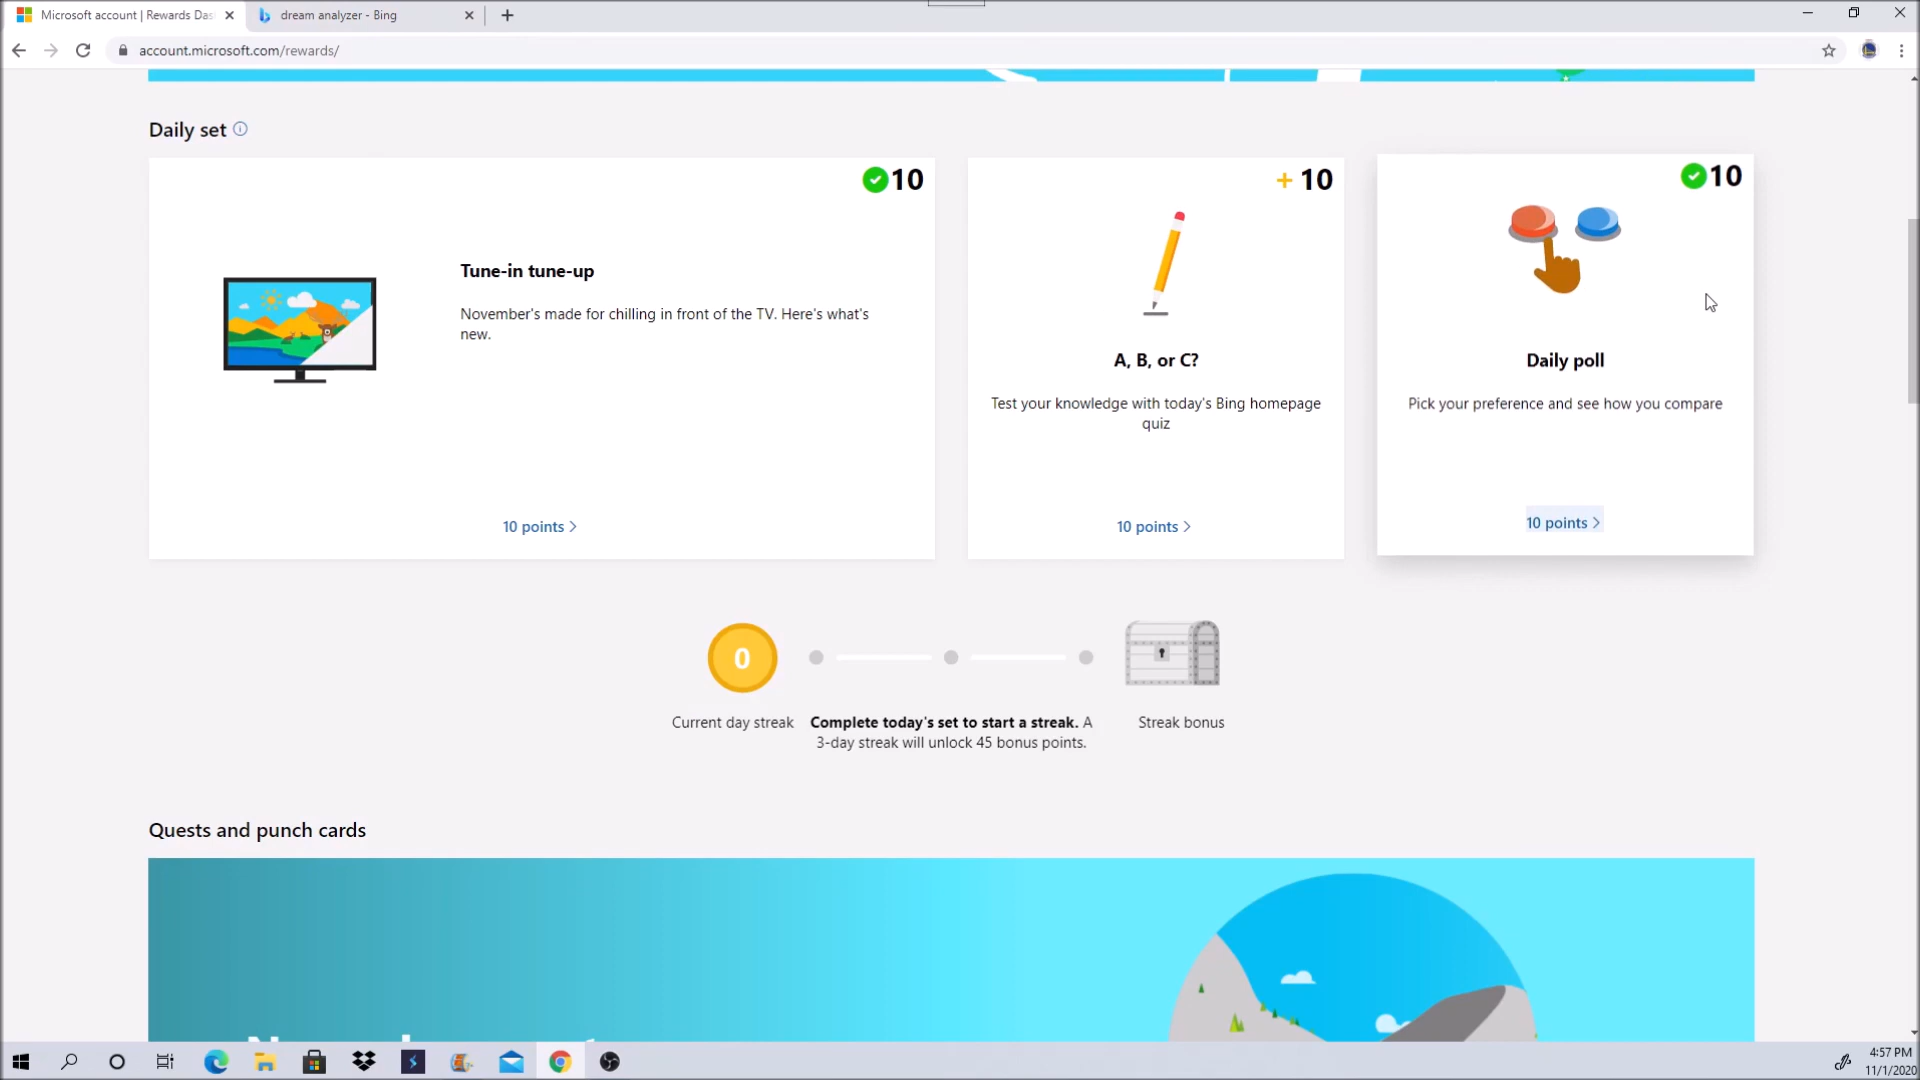 Microsoft account | Rewards Das
dream analyzer - Bing
account.microsoft.com/rewards/
Daily set
10
Tune-in tune-up
November's made for chilling in front of the TV. Here's what's
new.
10 points >
+ 10
A, B, or C?
Test your knowledge with today's Bing homepage
quiz
10 points >
10
Daily poll
Pick your preference and see how you compare
10 points >
0
Current day streak
Complete today's set to start a streak. A
3-day streak will unlock 45 bonus points.
Streak bonus
Quests and punch cards
4:57 PM
11/1/2020